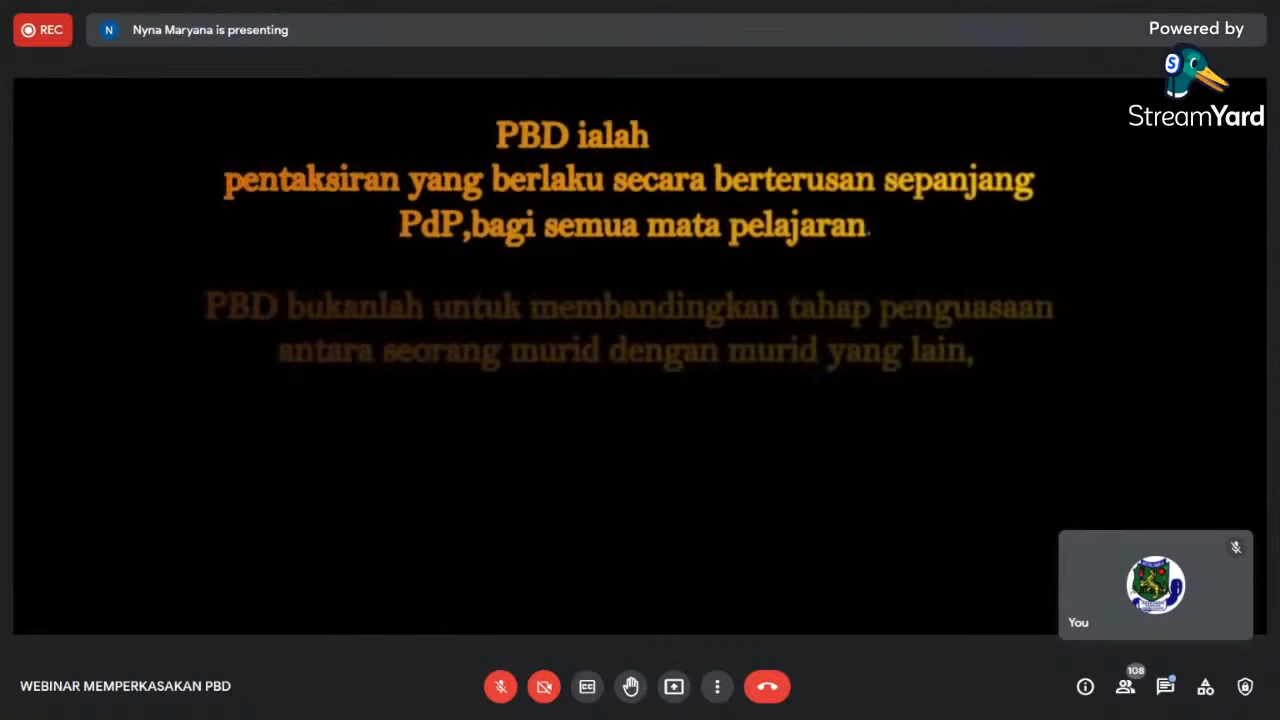 REC
N Nyna Maryana is presenting
Powered by
S
StreamYard
PBD ialah
pentaksiran yang berlaku secara berterusan sepanjang
PdP,bagi semua mata pelajaran.
PBD bukanlah untuk membandingkan tahap penguasaan
antara seorang murid dengan murid yang lain,
You
WEBINAR MEMPERKASAKAN PBD
CC
108